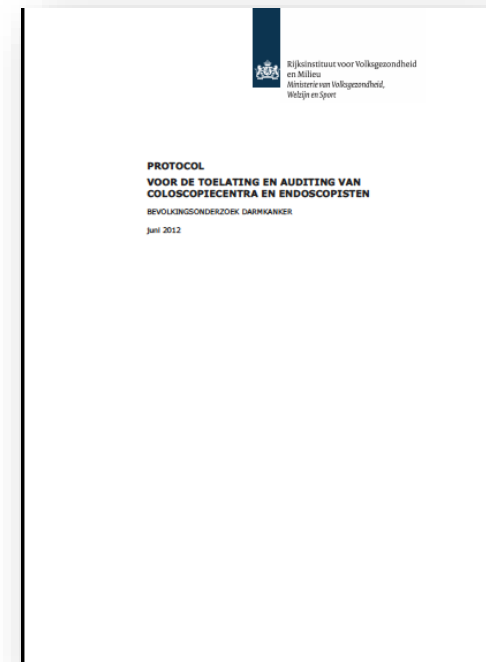 Rijksinstituut voor Volksgezondheid
en Milieu
Ministerie van Volksgezondheid,
Welzijn en Sport
PROTOCOL
VOOR DE TOELATING EN AUDITING VAN
COLOSCOPIECENTRA EN ENDOSCOPISTEN
BEVOLKINGSONDERZOEK DARMKANKER
Juni 2012